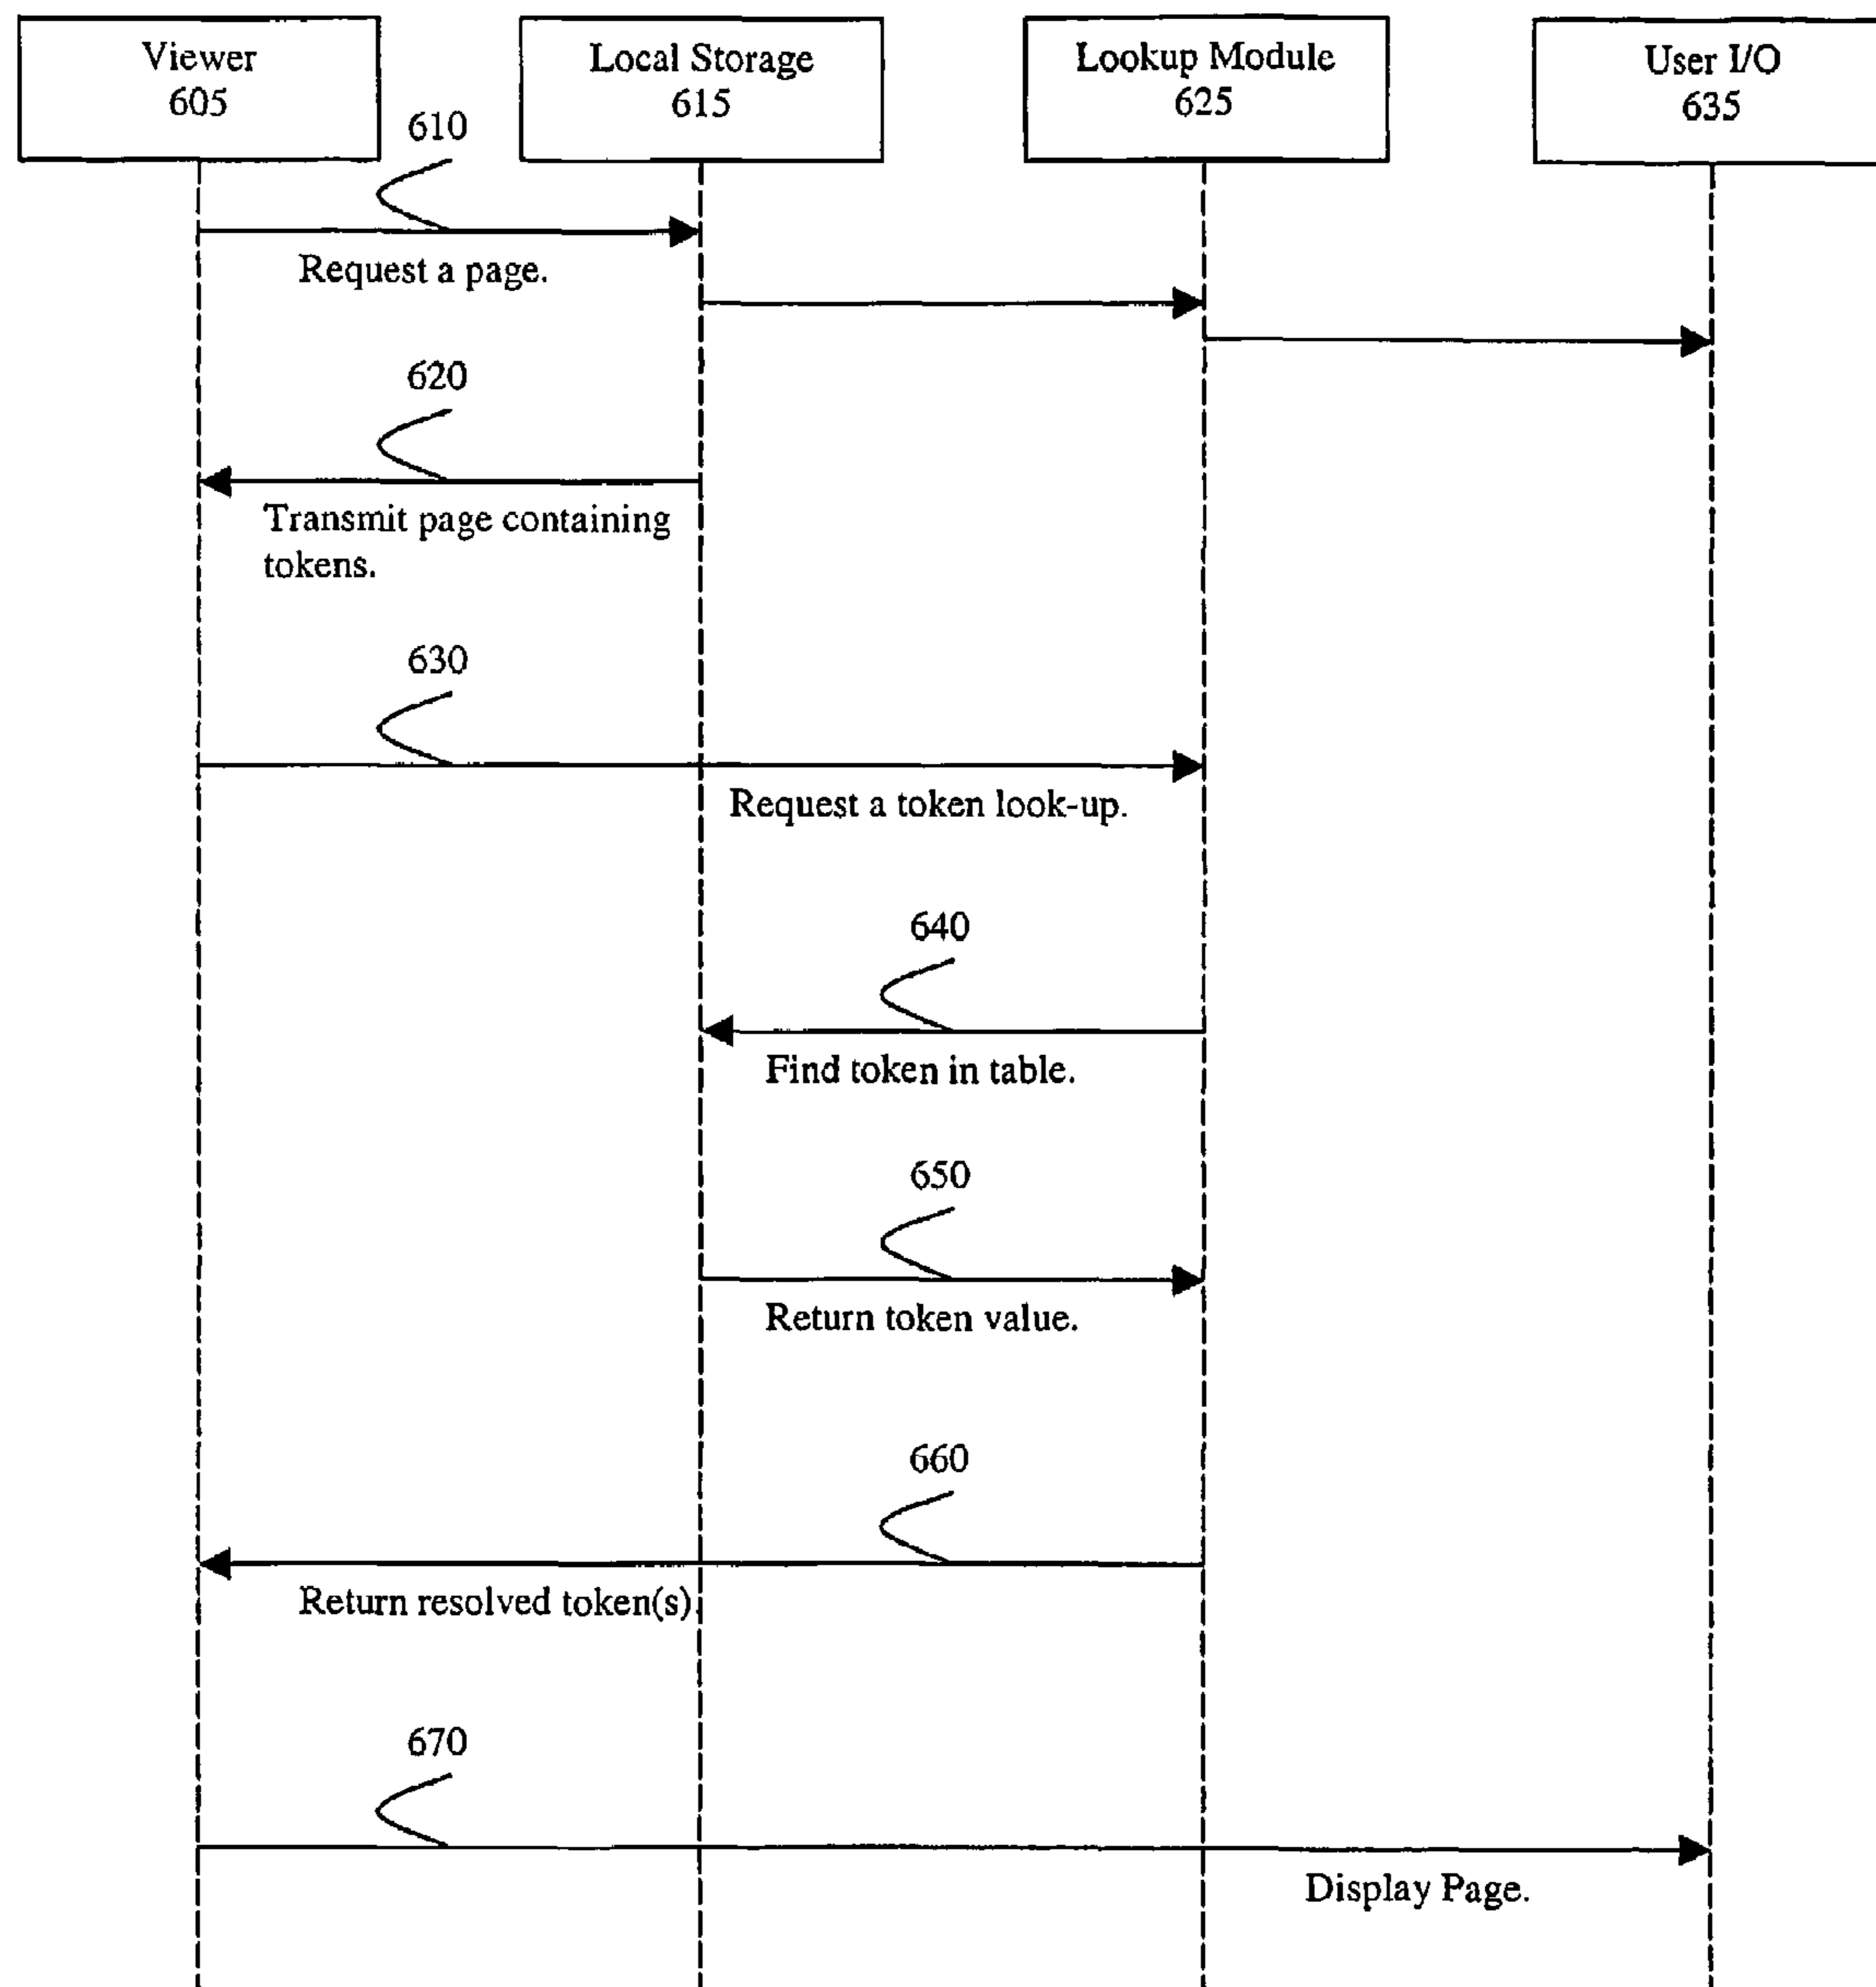 Viewer
605
Local Storage
615
Lookup Module
625
User I/O
635
610
Request a page.
620
Transmit page containing
tokens.
630
Request a token look-up.
640
Find token in table.
650
Return token value.
660
Return resolved token(s).
670
Display Page.